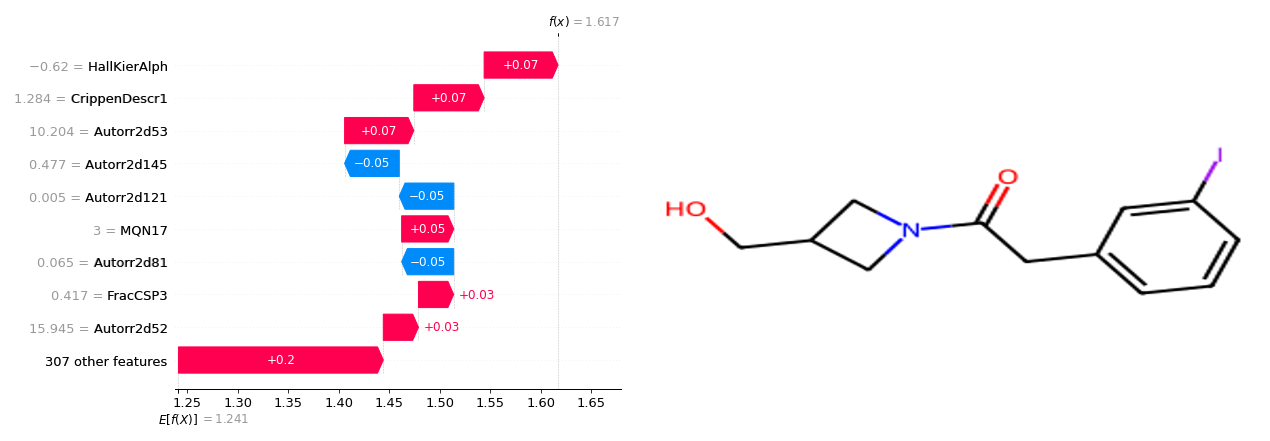 f(x) = 1.617
−0.62 = HallKierAlph +0.07
1.284 = CrippenDescr1 +0.07
10.204 = Autorr2d53 +0.07
0.477 = Autorr2d145 −0.05
0.005 = Autorr2d121 −0.05
3 = MQN17 +0.05
0.065 = Autorr2d81 −0.05
0.417 = FracCSP3 +0.03
15.945 = Autorr2d52 +0.03
307 other features +0.2
1.25 1.30 1.35 1.40 1.45 1.50 1.55 1.60 1.65
E[f(X)] = 1.241
I
O
HO
N